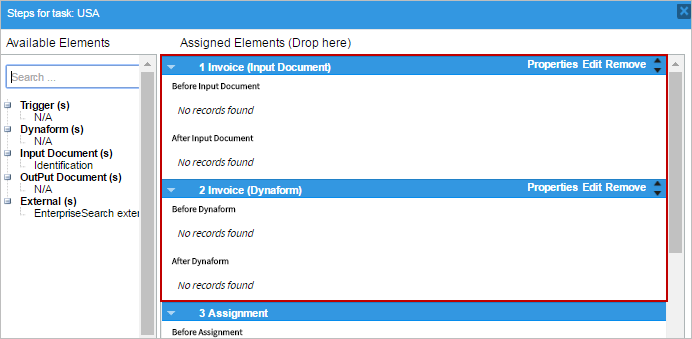 Steps for task: USA
Available Elements
Assigned Elements (Drop here)
Search ...
Trigger (s)
N/A
Dynaform (s)
N/A
Input Document (s)
Identification
OutPut Document (s)
N/A
External (s)
EnterpriseSearch exter
1 Invoice (Input Document)
Properties Edit Remove
Before Input Document
No records found
After Input Document
No records found
2 Invoice (Dynaform)
Properties Edit Remove
Before Dynaform
No records found
After Dynaform
No records found
3 Assignment
Before Assignment